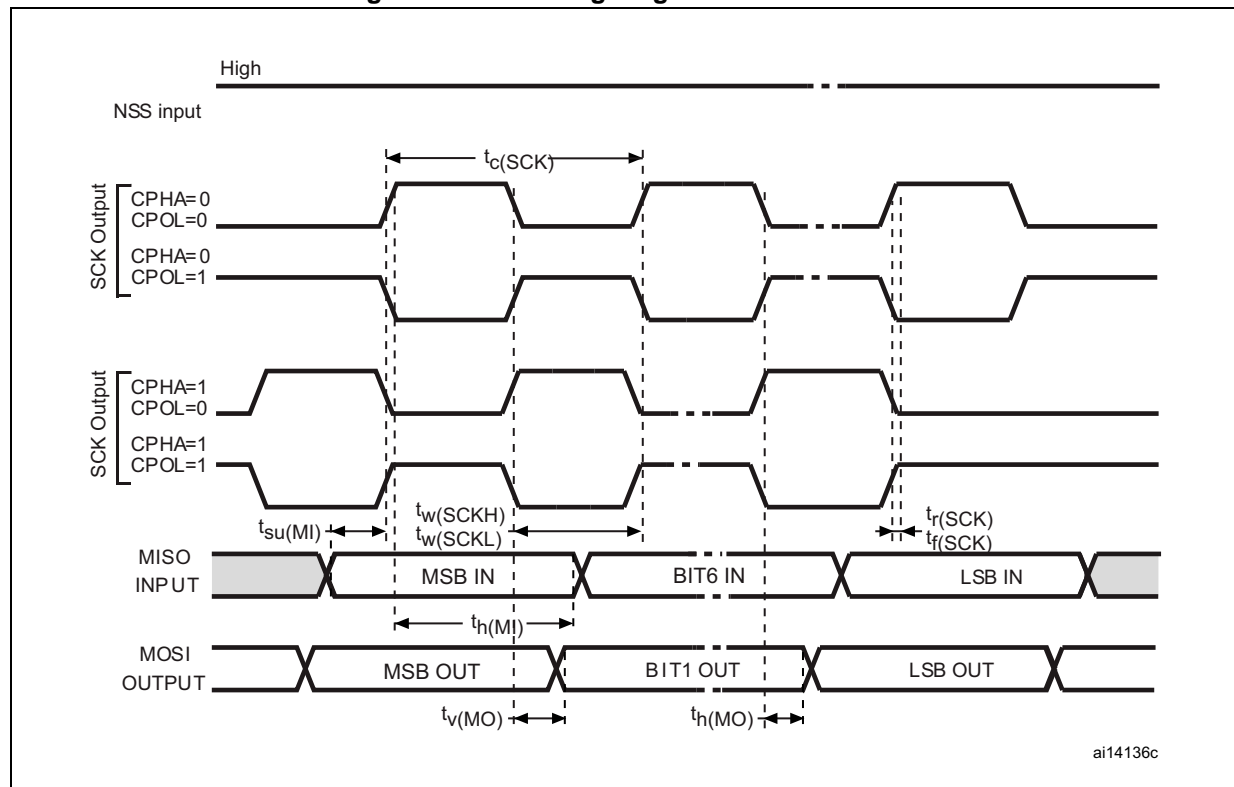 High
NSS input
tc(SCK)
SCK Output
CPHA=0
CPOL=0
CPHA=0
CPOL=1
SCK Output
CPHA=1
CPOL=0
CPHA=1
CPOL=1
tsu(MI)
tw(SCKH)
tw(SCKL)
tr(SCK)
tf(SCK)
MISO
INPUT
MSB IN
BIT6 IN
LSB IN
th(MI)
MOSI
OUTPUT
MSB OUT
BIT1 OUT
LSB OUT
tv(MO)
th(MO)
ai14136c